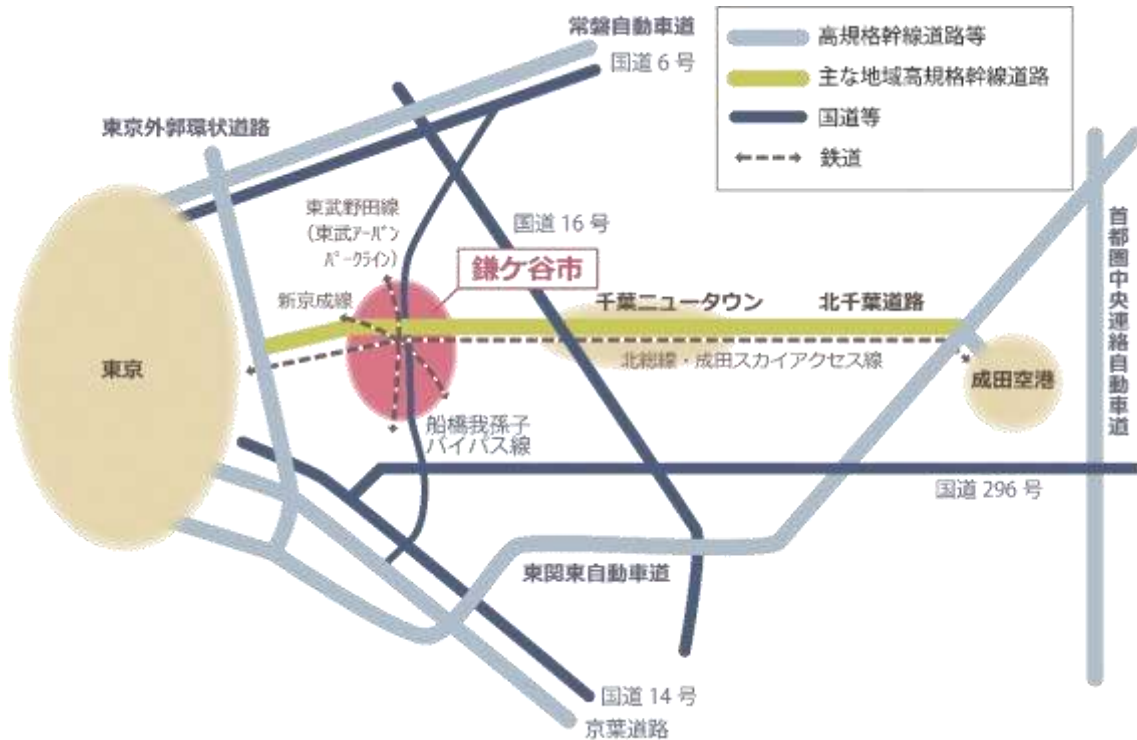 常磐自動車道
国道 6 号
高規格幹線道路等
主な地域高規格幹線道路
国道等
鉄道
東京外郭環状道路
東武野田線
(東武ｱｰﾊﾞﾝ
ﾊﾟｰｸﾗｲﾝ)
国道 16 号
鎌ケ谷市
新京成線
千葉ニュータウン
北千葉道路
首都圏中央連絡自動車道
東京
北総線・成田スカイアクセス線
成田空港
船橋我孫子
バイパス線
国道 296 号
東関東自動車道
国道 14 号
京葉道路